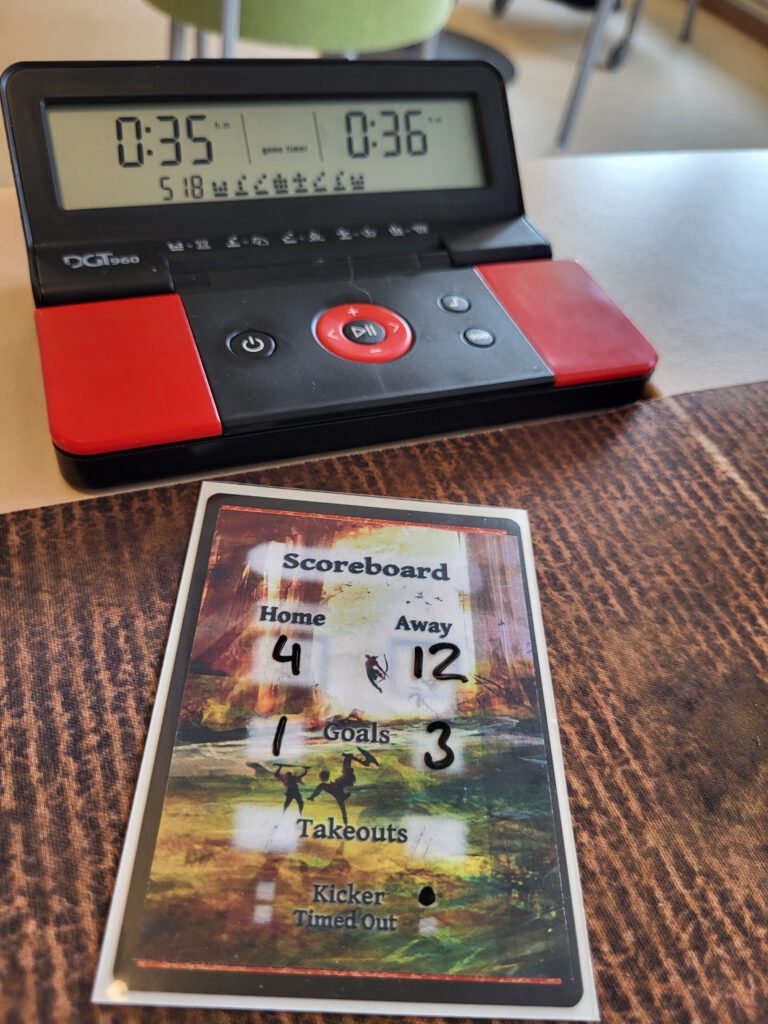 0:35 h:m game timer 0:36 h:m
518
DGT960
Scoreboard
Home Away
4 12
1 Goals 3
Takeouts
Kicker
Timed Out